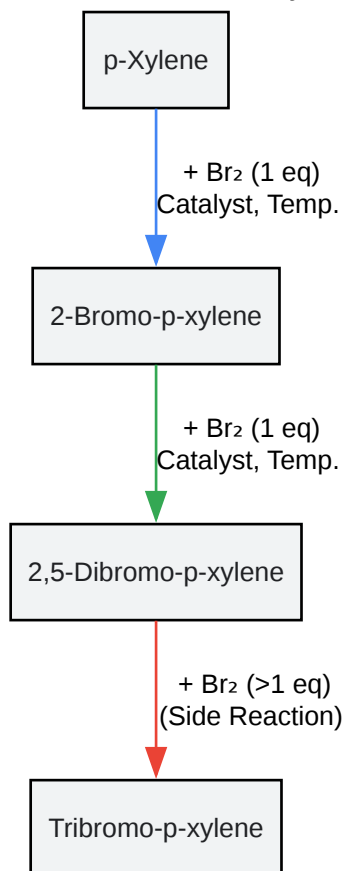 p-Xylene
+ Br₂ (1 eq)
Catalyst, Temp.
2-Bromo-p-xylene
+ Br₂ (1 eq)
Catalyst, Temp.
2,5-Dibromo-p-xylene
+ Br₂ (>1 eq)
(Side Reaction)
Tribromo-p-xylene